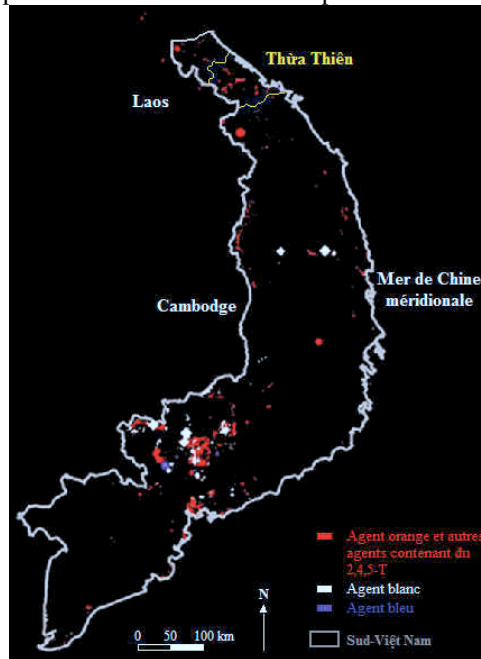 Thừa Thiên
Laos
Cambodge
Mer de Chine
méridionale
Agent orange et autres
agents contenant du
2,4,5-T
Agent blanc
Agent bleu
N
0 50 100 km
Sud-Việt Nam